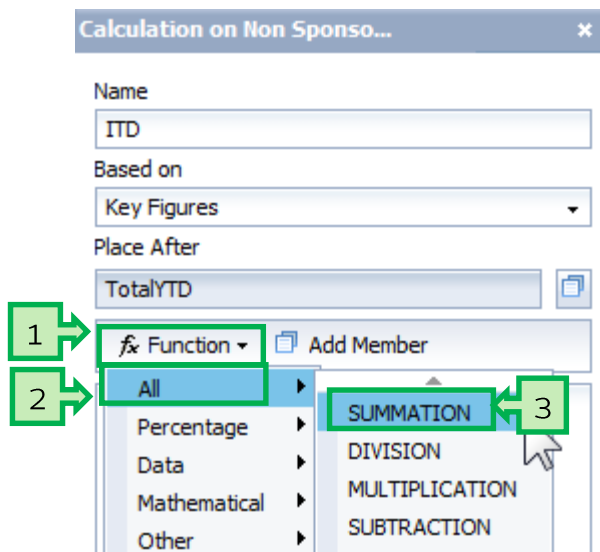 Calculation on Non Sponso...
Name
ITD
Based on
Key Figures
Place After
TotalYTD
1
fx Function
Add Member
2
All
SUMMATION
3
Percentage
DIVISION
Data
MULTIPLICATION
Mathematical
SUBTRACTION
Other